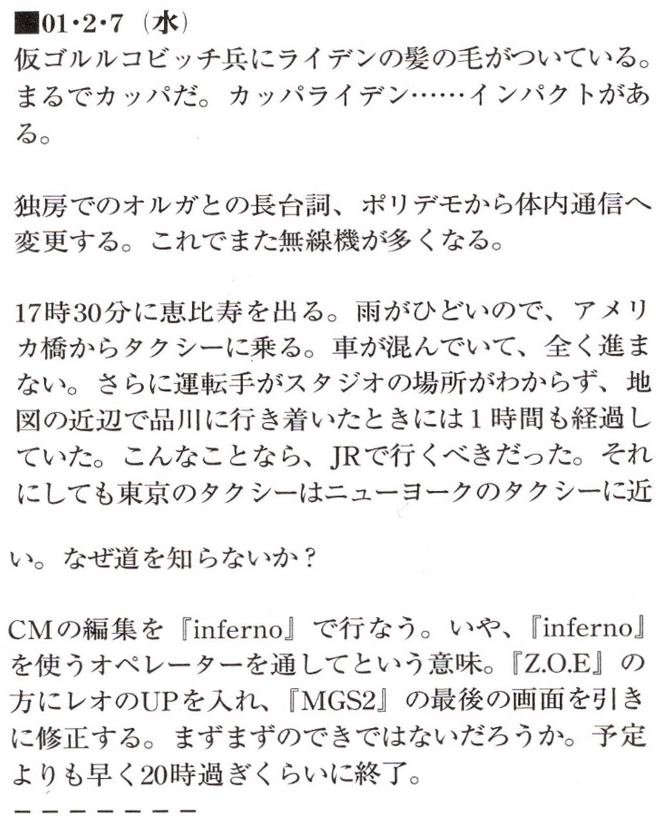 ■01・2・7（水）
仮ゴルルコビッチ兵にライデンの髪の毛がついている。
まるでカッパだ。カッパライデン……インパクトがあ
る。
独房でのオルガとの長台詞、ポリデモから体内通信へ
変更する。これでまた無線機が多くなる。
17時30分に恵比寿を出る。雨がひどいので、アメリ
カ橋からタクシーに乗る。車が混んでいて、全く進ま
ない。さらに運転手がスタジオの場所がわからず、地
図の近辺で品川に行き着いたときには1時間も経過し
ていた。こんなことなら、JRで行くべきだった。それ
にしても東京のタクシーはニューヨークのタクシーに近
い。なぜ道を知らないか？
CMの編集を『inferno』で行なう。いや、『inferno』
を使うオペレーターを通してという意味。『Z.O.E』の
方にレオのUPを入れ、『MGS2』の最後の画面を引き
に修正する。まずまずのできではないだろうか。予定
よりも早く20時過ぎくらいに終了。
－－－－－－－